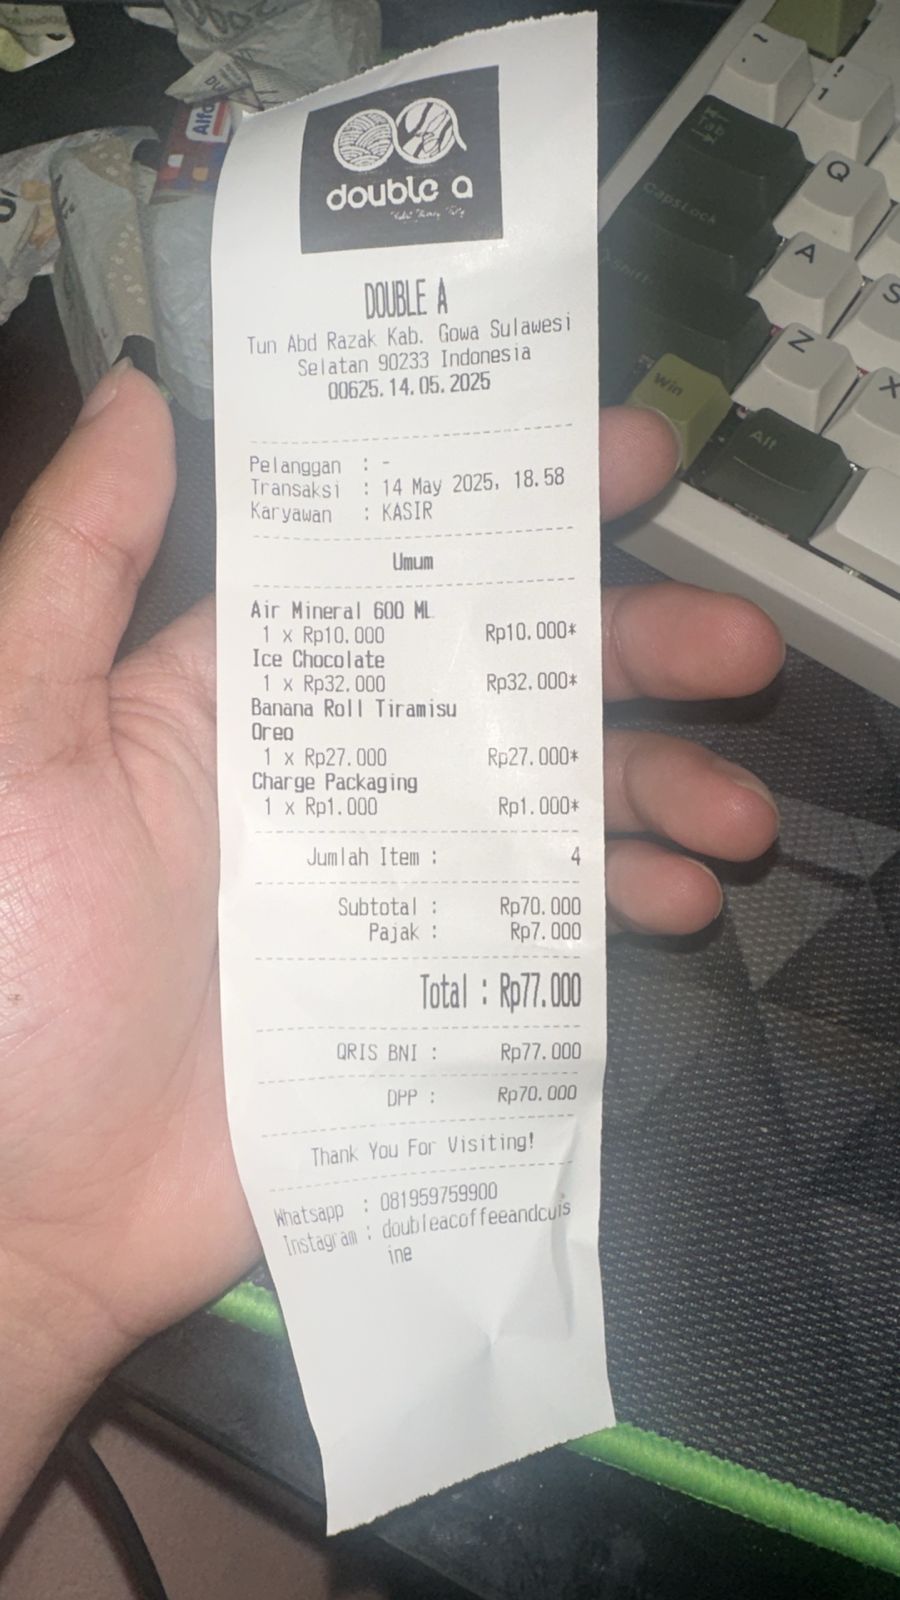 double a
DOUBLE A
Tun Abd Razak Kab. Gowa Sulawesi
Selatan 90233 Indonesia
00625.14.05.2025
Pelanggan : -
Transaksi : 14 May 2025, 18.58
Karyawan : KASIR
Umum
Air Mineral 600 ML
1 x Rp10.000 Rp10.000*
Ice Chocolate
1 x Rp32.000 Rp32.000*
Banana Roll Tiramisu
Oreo
1 x Rp27.000 Rp27.000*
Charge Packaging
1 x Rp1.000 Rp1.000*
Jumlah Item : 4
Subtotal : Rp70.000
Pajak : Rp7.000
Total : Rp77.000
QRIS BNI : Rp77.000
DPP : Rp70.000
Thank You For Visiting!
Whatsapp : 081959759900
Instagram : doubleacoffeeandcuis
ine
Alfa
~
!
1
Tab
Q
CapsLock
A
S
Shift
Z
X
Win
Alt